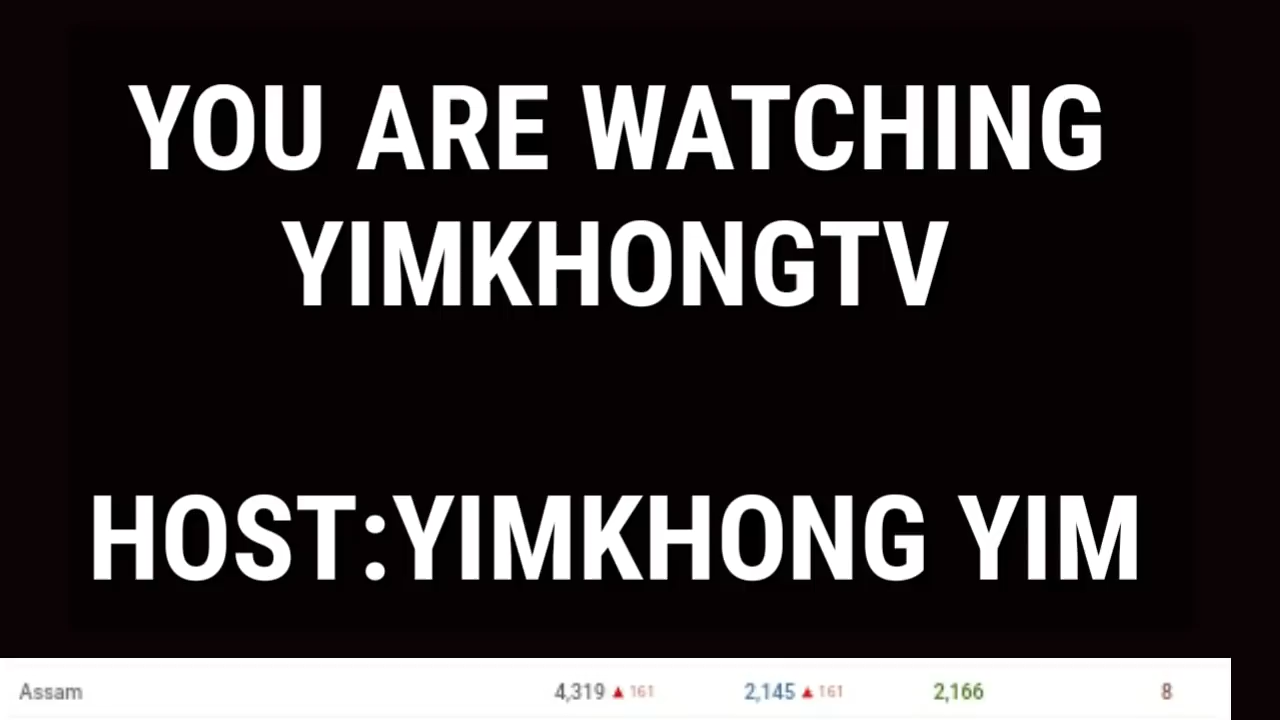 YOU ARE WATCHING
YIMKHONGTV
HOST:YIMKHONG YIM
Assam 4,319 ▲ 161 2,145 ▲ 161 2,166 8